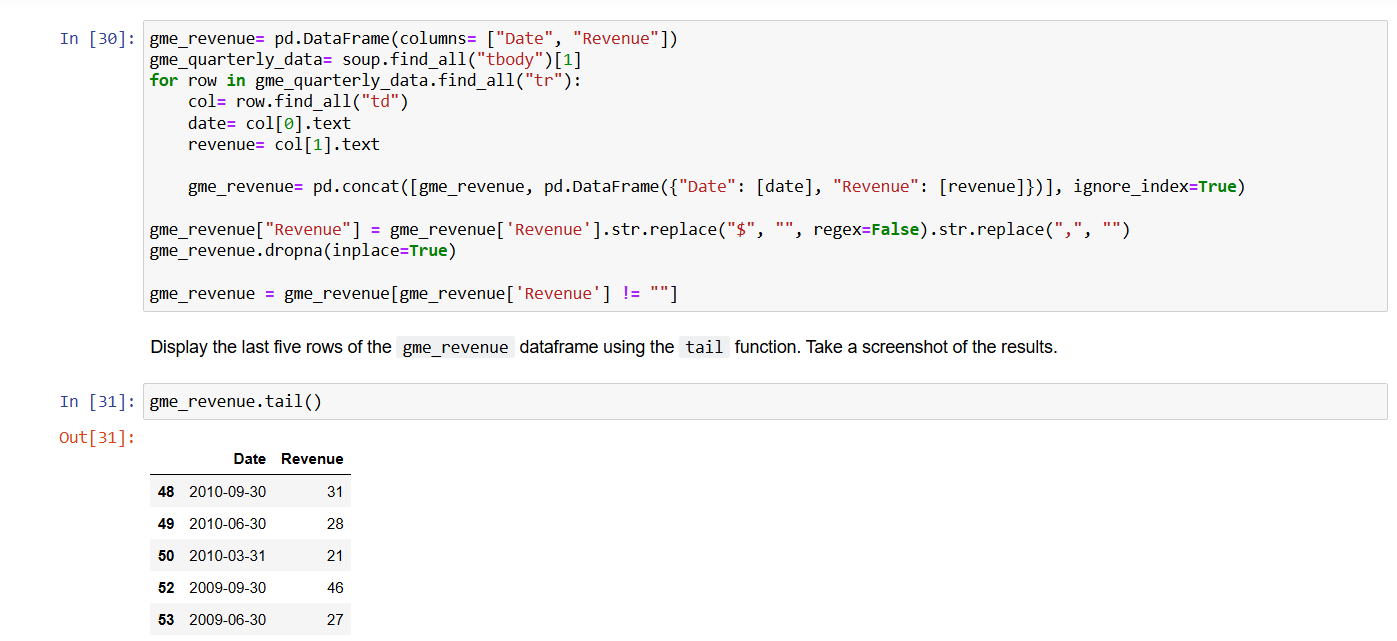 In [30]: gme_revenue= pd.DataFrame(columns= ["Date", "Revenue"])
gme_quarterly_data= soup.find_all("tbody")[1]
for row in gme_quarterly_data.find_all("tr"):
    col= row.find_all("td")
    date= col[0].text
    revenue= col[1].text
    gme_revenue= pd.concat([gme_revenue, pd.DataFrame({"Date": [date], "Revenue": [revenue]})], ignore_index=True)
gme_revenue["Revenue"] = gme_revenue['Revenue'].str.replace("$", "", regex=False).str.replace(",", "")
gme_revenue.dropna(inplace=True)
gme_revenue = gme_revenue[gme_revenue['Revenue'] != ""]
Display the last five rows of the gme_revenue dataframe using the tail function. Take a screenshot of the results.
In [31]: gme_revenue.tail()
Out[31]:
Date Revenue
48 2010-09-30 31
49 2010-06-30 28
50 2010-03-31 21
52 2009-09-30 46
53 2009-06-30 27